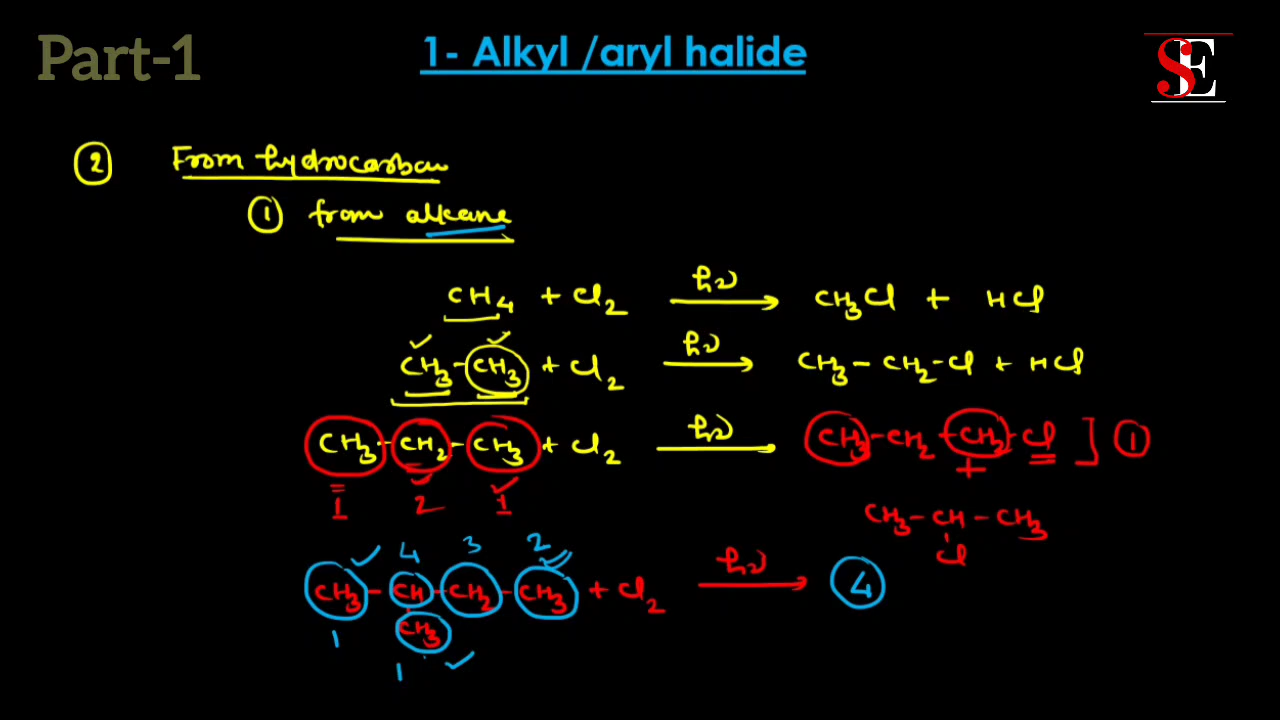 Part-1
1- Alkyl /aryl halide
SE
② From hydrocarbon
① from alkane
CH₄ + Cl₂ hν → CH₃Cl + HCl
CH₃-CH₃ + Cl₂ hν → CH₃-CH₂-Cl + HCl
CH₃-CH₂-CH₃ + Cl₂ hν → CH₃-CH₂-CH₂-Cl ] ①
1 2 1
+
CH₃-CH-CH₃
Cl
4 3 2
CH₃-CH-CH₂-CH₃ + Cl₂ hν → ④
CH₃
1
1